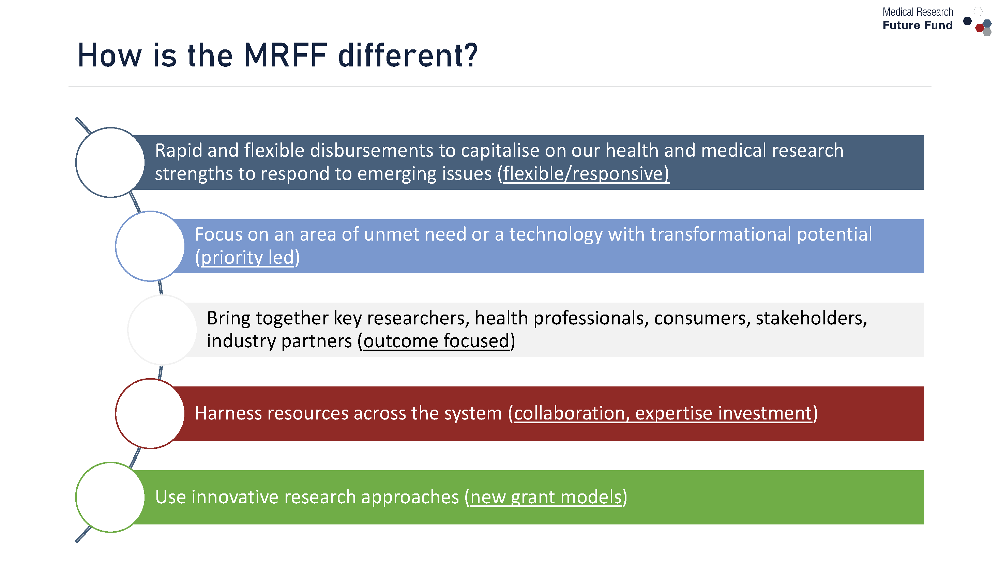 Medical Research
Future Fund
How is the MRFF different?
Rapid and flexible disbursements to capitalise on our health and medical research
strengths to respond to emerging issues (flexible/responsive)
Focus on an area of unmet need or a technology with transformational potential
(priority led)
Bring together key researchers, health professionals, consumers, stakeholders,
industry partners (outcome focused)
Harness resources across the system (collaboration, expertise investment)
Use innovative research approaches (new grant models)